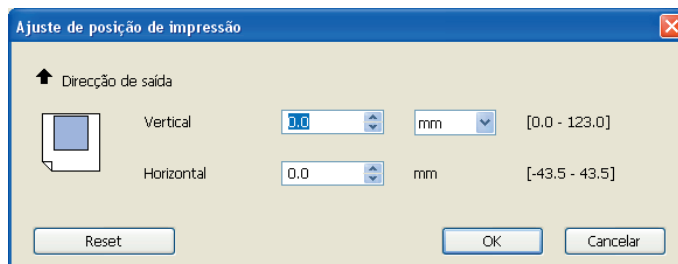 Ajuste de posição de impressão
Direcção de saída
Vertical 0.0 mm [0.0 - 123.0]
Horizontal 0.0 mm [-43.5 - 43.5]
Reset OK Cancelar